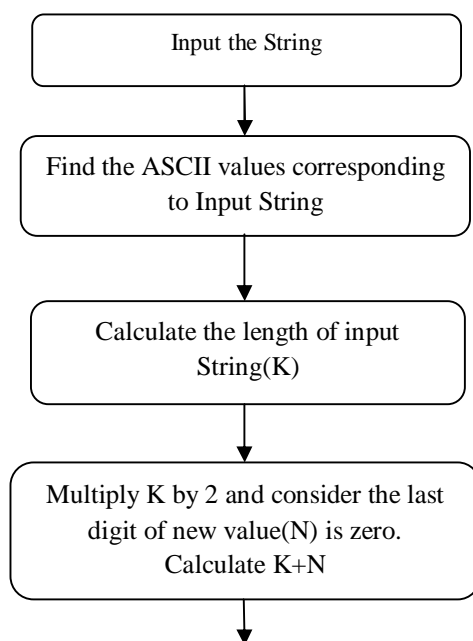 Input the String
Find the ASCII values corresponding
to Input String
Calculate the length of input
String(K)
Multiply K by 2 and consider the last
digit of new value(N) is zero.
Calculate K+N